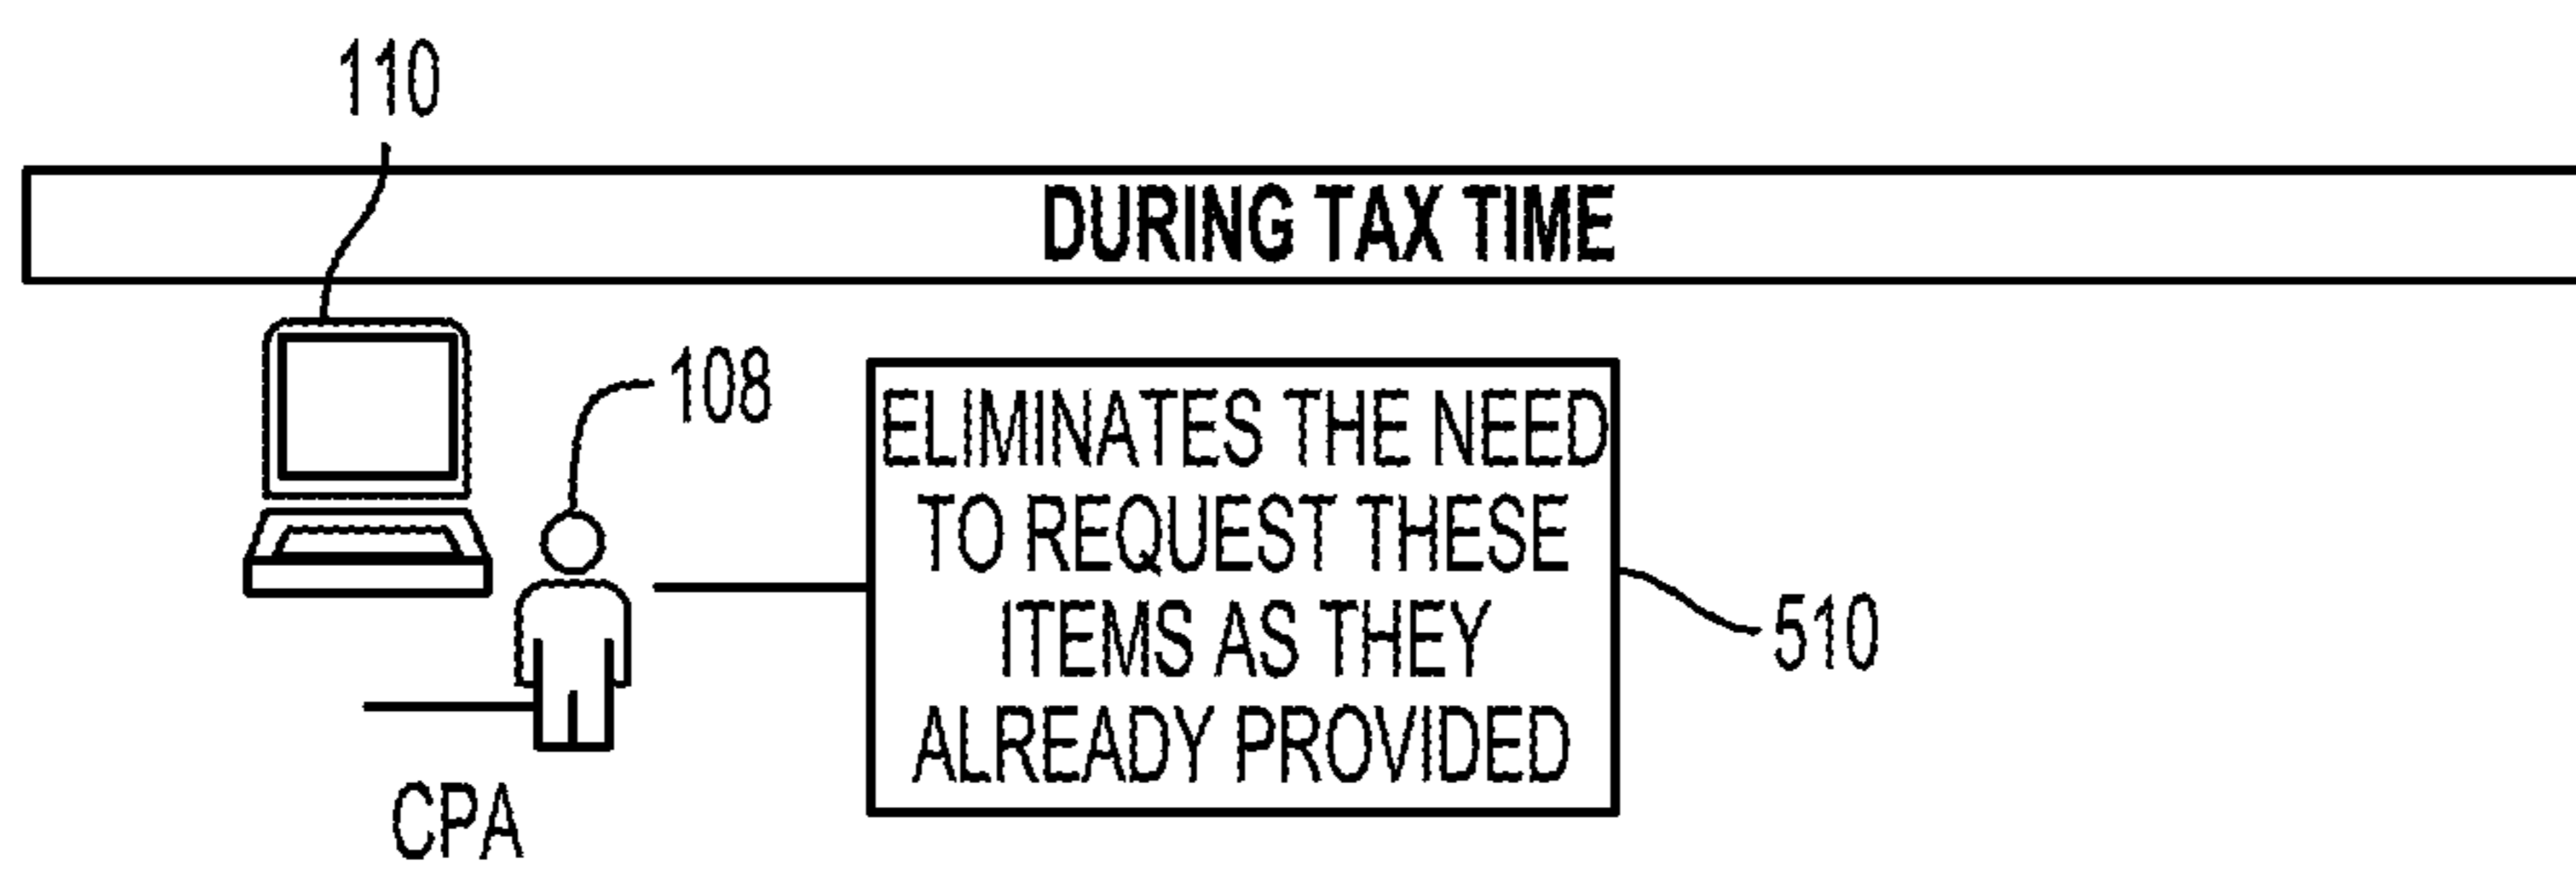 110
DURING TAX TIME
108
ELIMINATES THE NEED
TO REQUEST THESE
ITEMS AS THEY
ALREADY PROVIDED
510
CPA